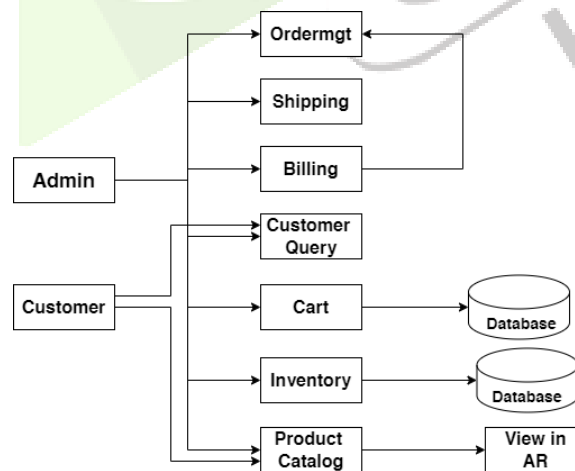 Ordermgt
Shipping
Billing
Admin
Customer
Query
Customer
Cart
Database
Inventory
Database
Product
Catalog
View in
AR